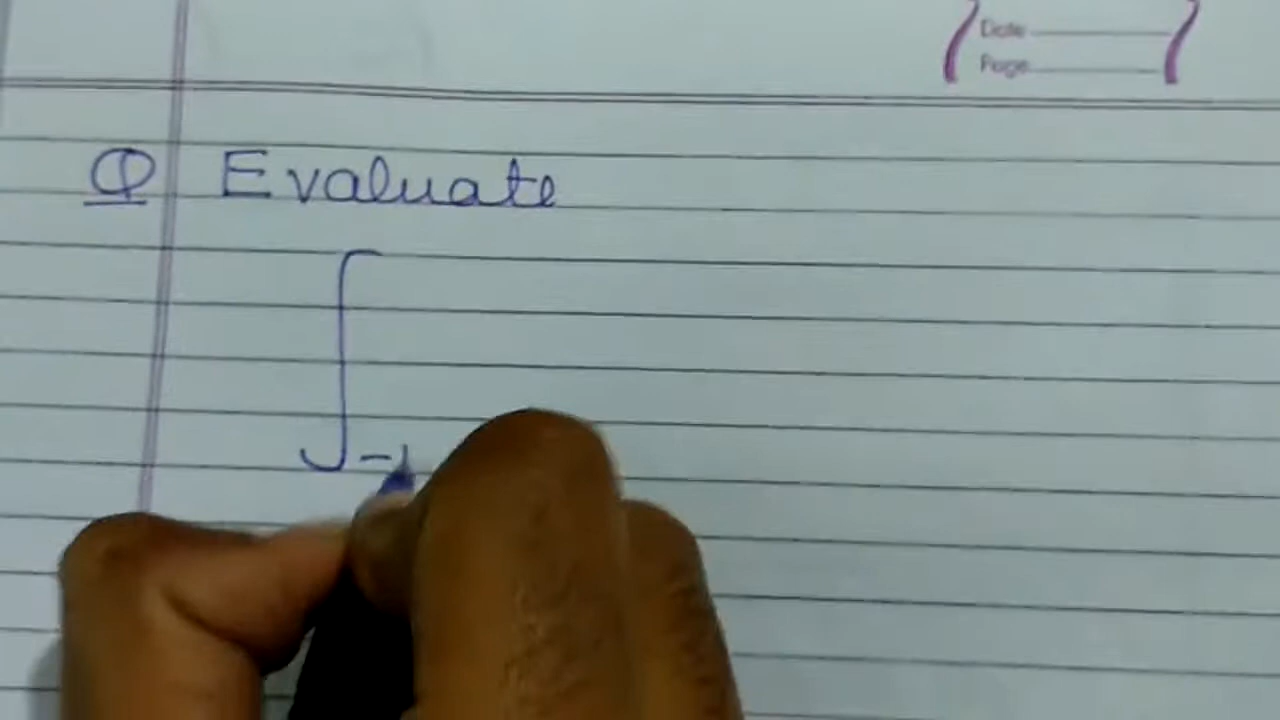 Date
Page
Q Evaluate
∫ -1